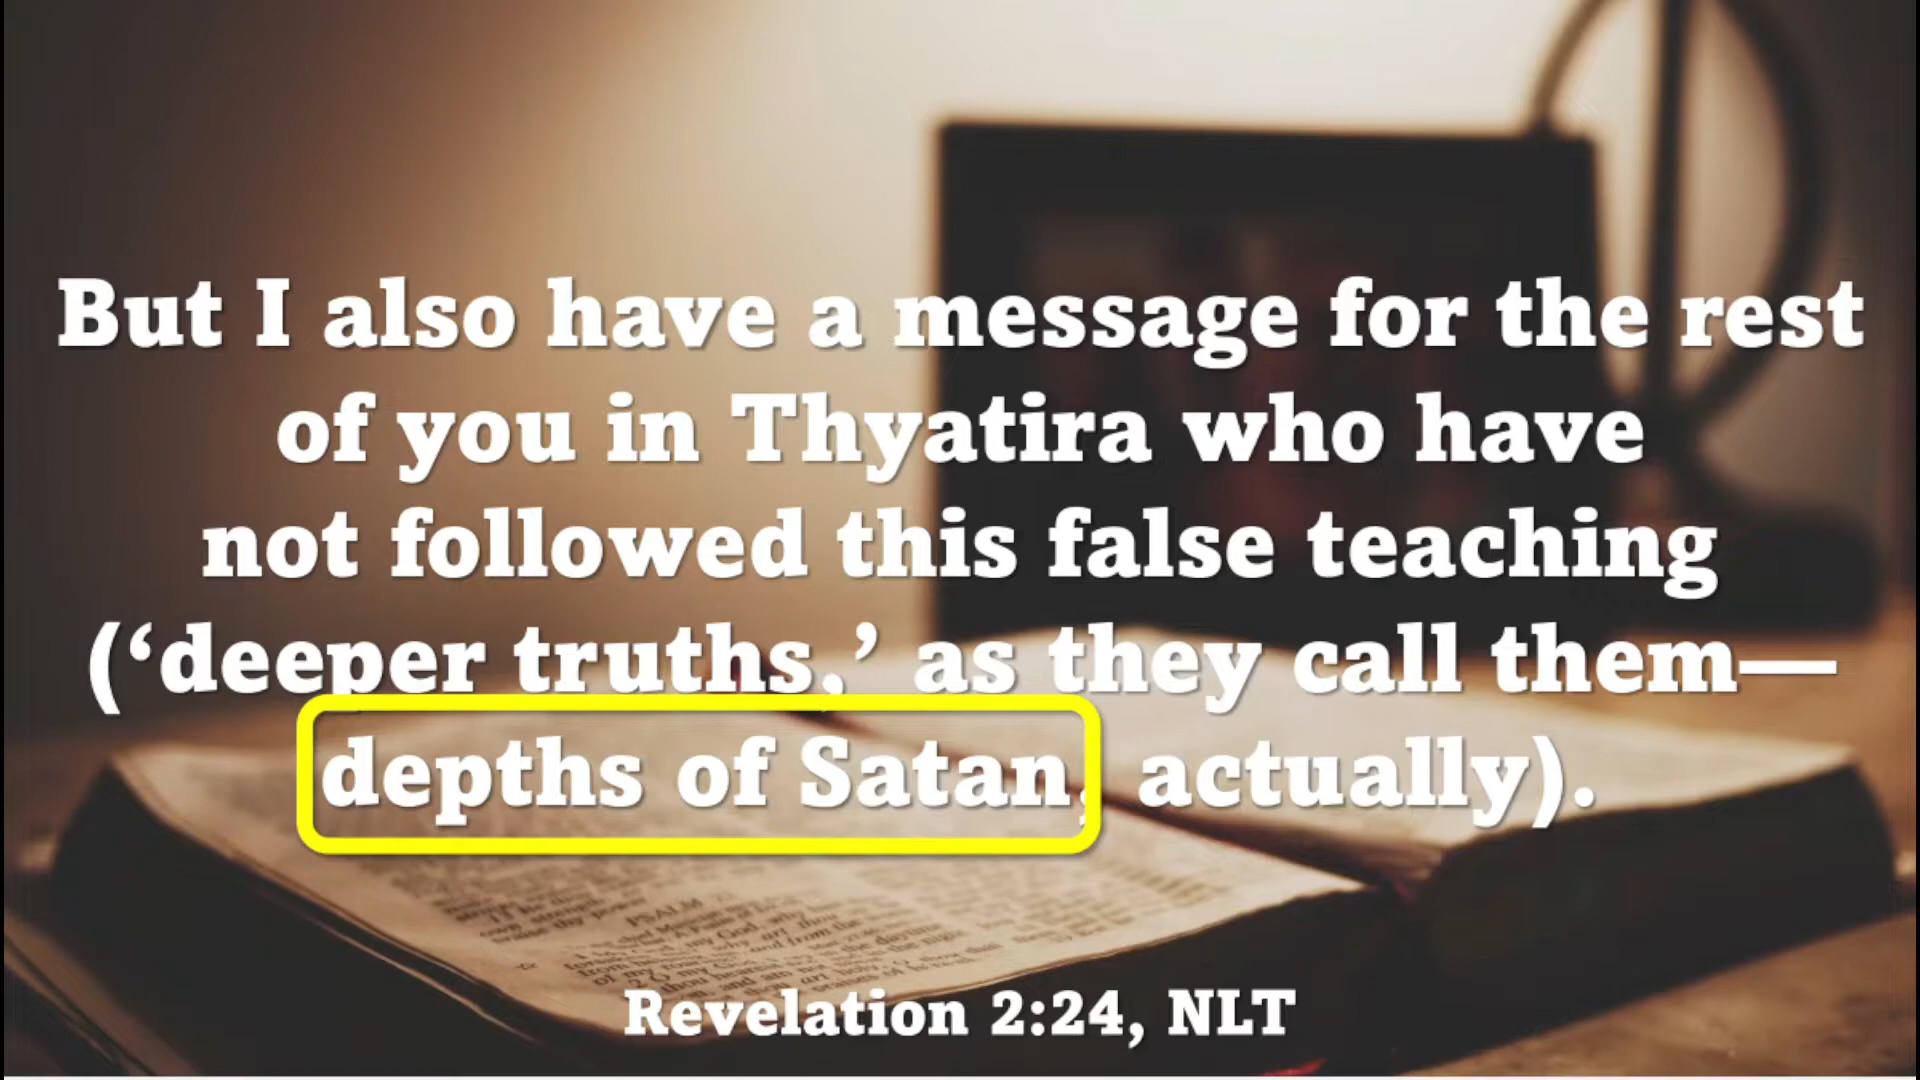 But I also have a message for the rest
of you in Thyatira who have
not followed this false teaching
(‘deeper truths,’ as they call them—
depths of Satan, actually).
PSALM
Revelation 2:24, NLT